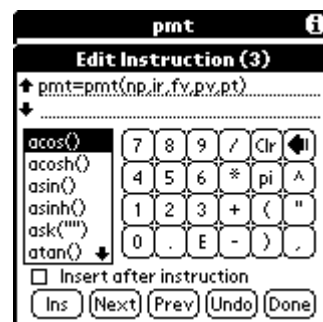 pmt
Edit Instruction (3)
pmt=pmt(np,ir,fv,pv,pt)
acos()
acosh()
asin()
asinh()
ask("")
atan()
7 8 9 / Clr
4 5 6 * pi ^
1 2 3 + ( "
0 . E - ) ,
Insert after instruction
Ins Next Prev Undo Done